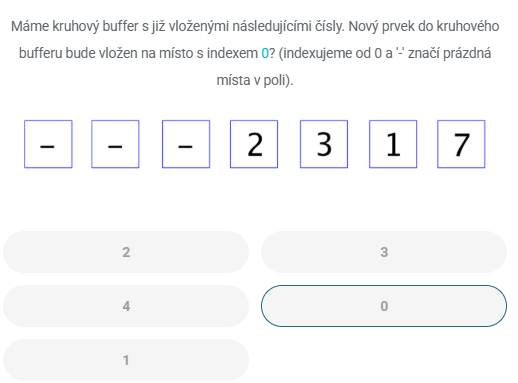 Máme kruhový buffer s již vloženými následujícími čísly. Nový prvek do kruhového
bufferu bude vložen na místo s indexem 0? (indexujeme od 0 a '-' značí prázdná
místa v poli).
- - - 2 3 1 7
2 3
4 0
1